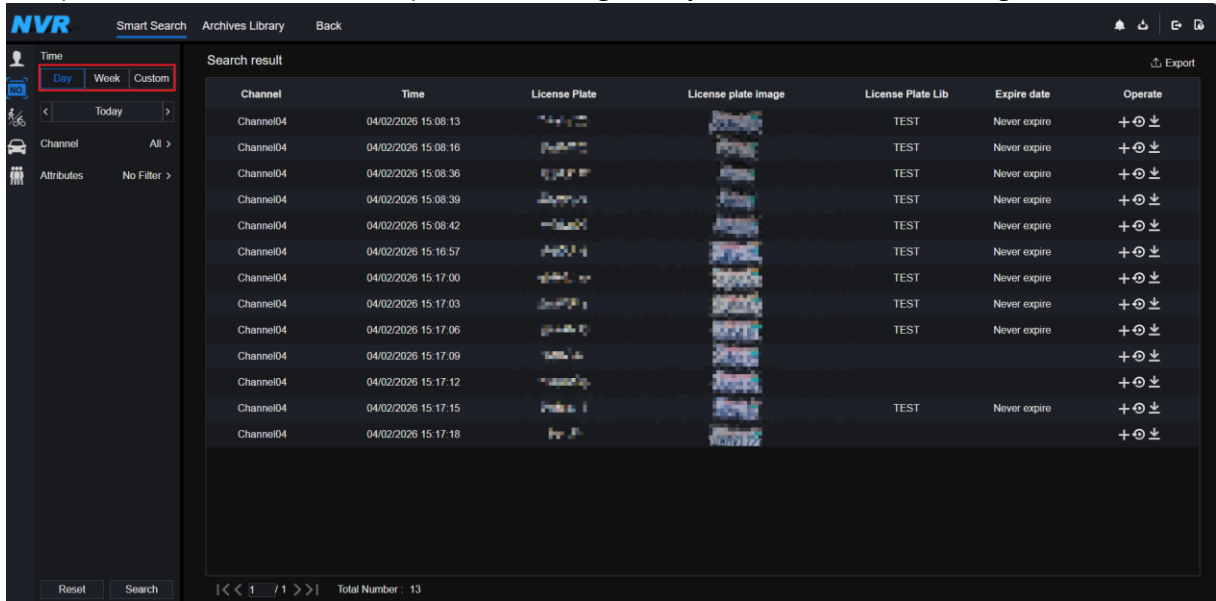 NVR Smart Search Archives Library Back
Time
Day Week Custom
< Today >
Channel All >
Attributes No Filter >
NO.
Reset Search
Search result Export
Channel Time License Plate License plate image License Plate Lib Expire date Operate
Channel04 04/02/2026 15:08:13 TEST Never expire
Channel04 04/02/2026 15:08:16 TEST Never expire
Channel04 04/02/2026 15:08:36 TEST Never expire
Channel04 04/02/2026 15:08:39 TEST Never expire
Channel04 04/02/2026 15:08:42 TEST Never expire
Channel04 04/02/2026 15:16:57 TEST Never expire
Channel04 04/02/2026 15:17:00 TEST Never expire
Channel04 04/02/2026 15:17:03 TEST Never expire
Channel04 04/02/2026 15:17:06 TEST Never expire
Channel04 04/02/2026 15:17:09
Channel04 04/02/2026 15:17:12
Channel04 04/02/2026 15:17:15 TEST Never expire
Channel04 04/02/2026 15:17:18
|< < 1 / 1 > >| Total Number : 13